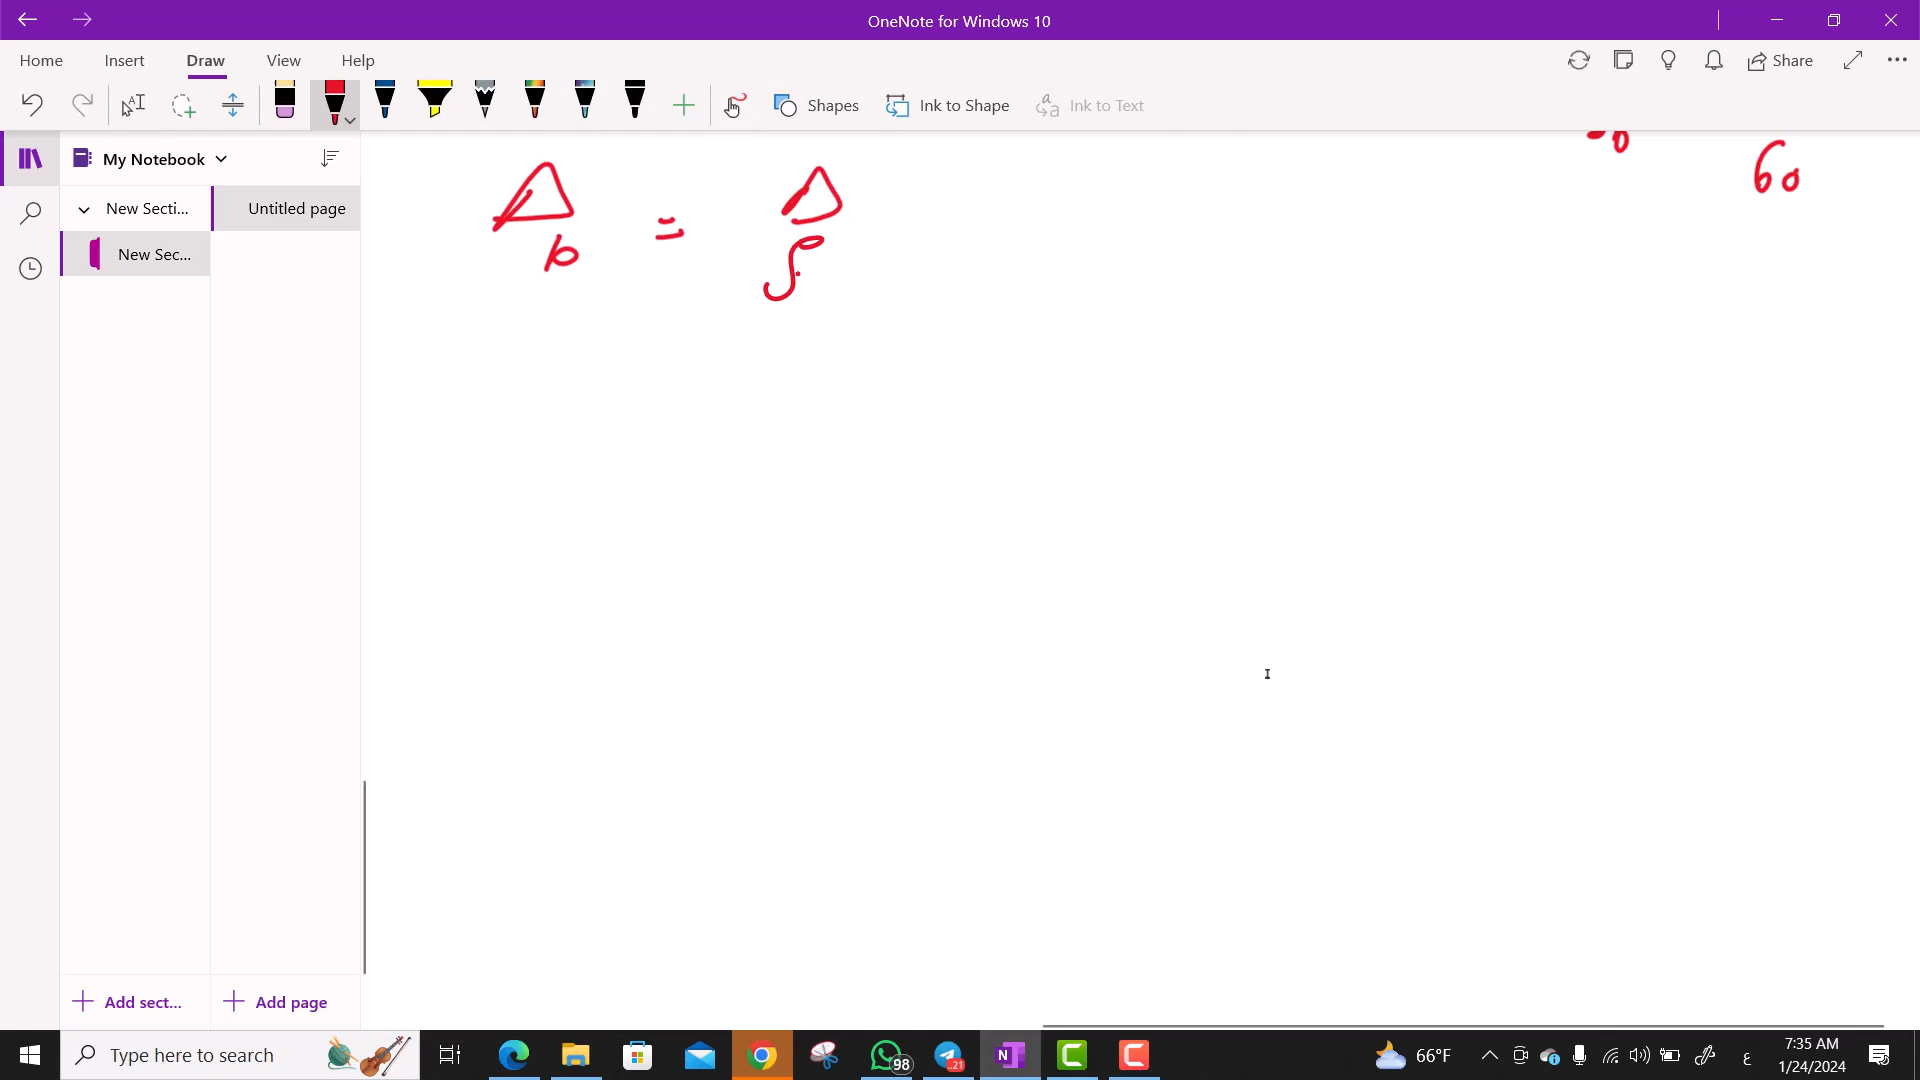 OneNote for Windows 10
Home Insert Draw View Help Share
Shapes Ink to Shape Ink to Text
My Notebook
New Secti... Untitled page
New Sec...
60
=
Add sect... Add page
Type here to search 98 21 66°F ع 7:35 AM
1/24/2024